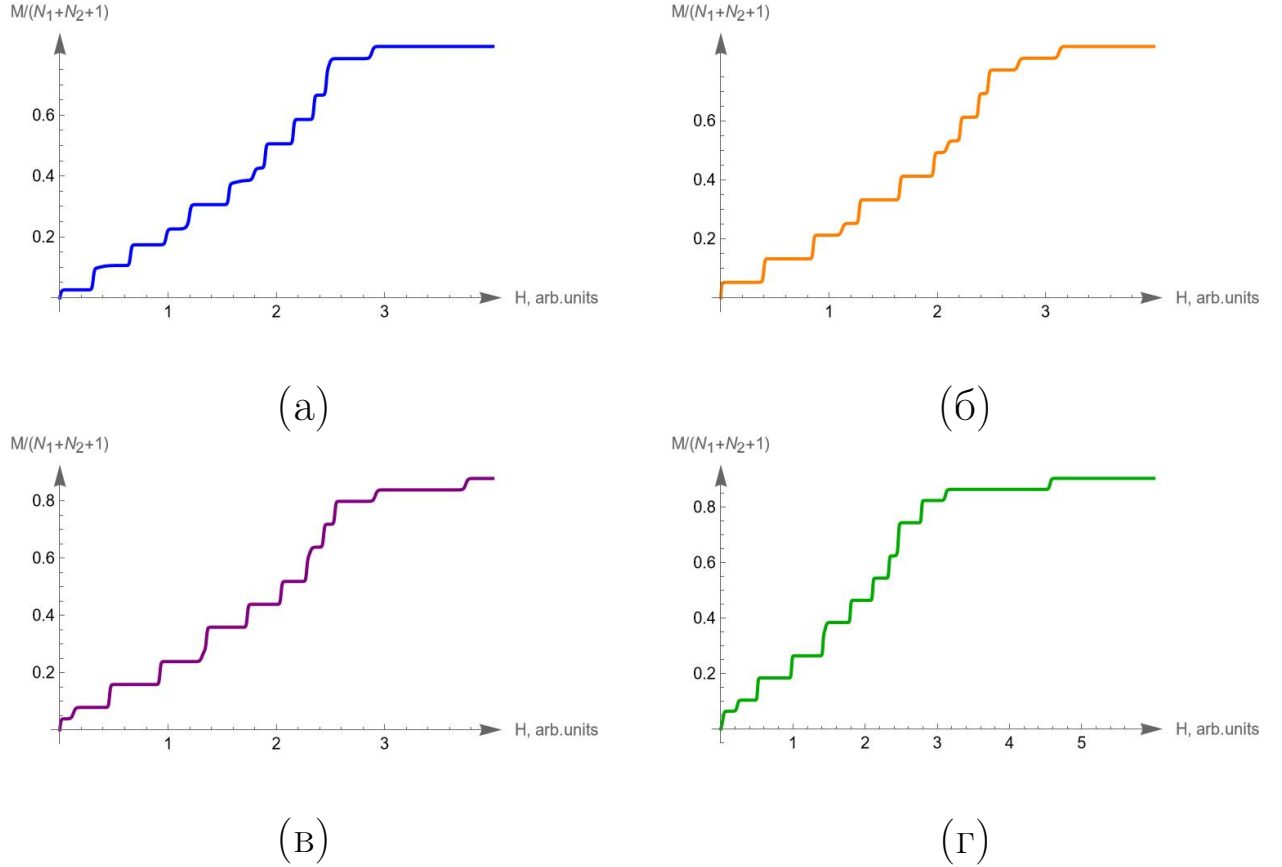 M/(N₁+N₂+1)
0.6
0.4
0.2
1
2
3
H, arb.units
(а)
M/(N₁+N₂+1)
0.6
0.4
0.2
1
2
3
H, arb.units
(б)
M/(N₁+N₂+1)
0.8
0.6
0.4
0.2
1
2
3
H, arb.units
(в)
M/(N₁+N₂+1)
0.8
0.6
0.4
0.2
1
2
3
4
5
H, arb.units
(г)